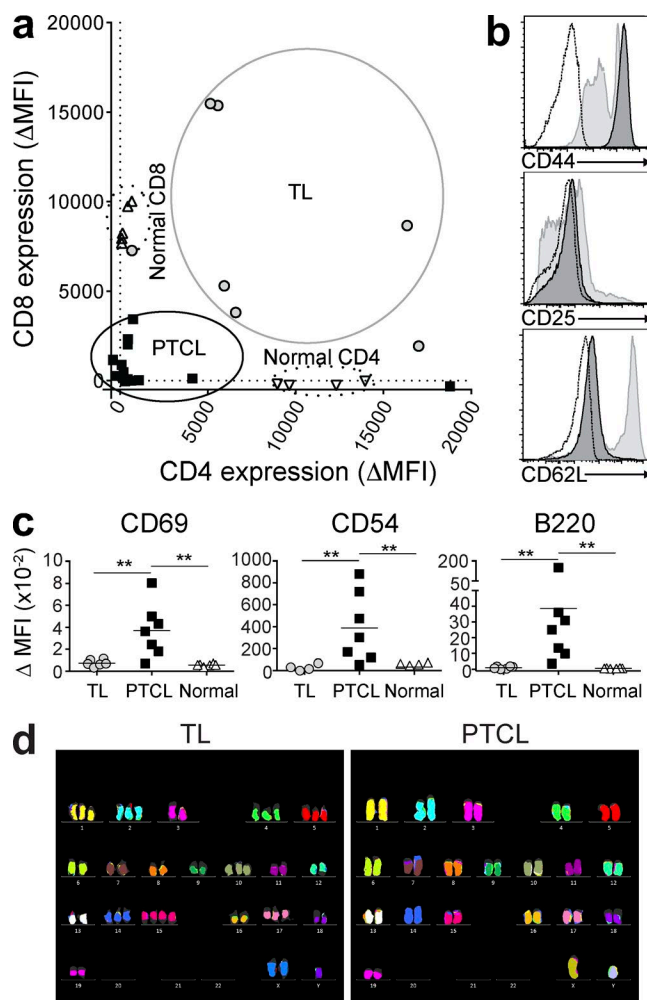 a
b
20000
15000
10000
5000
0
CD8 expression (ΔMFI)
Normal CD8
TL
PTCL
Normal CD4
0
5000
10000
15000
20000
CD4 expression (ΔMFI)
CD44
CD25
CD62L
c
CD69
CD54
B220
Δ MFI (x10-2)
10
8
6
4
2
0
**
**
TL PTCL Normal
1000
800
600
400
200
0
**
**
TL PTCL Normal
200
50
40
30
20
10
0
**
**
TL PTCL Normal
d
TL
PTCL
1 2 3 4 5
6 7 8 9 10 11 12
13 14 15 16 17 18
19 20 21 22 X Y
1 2 3 4 5
6 7 8 9 10 11 12
13 14 15 16 17 18
19 20 21 22 X Y